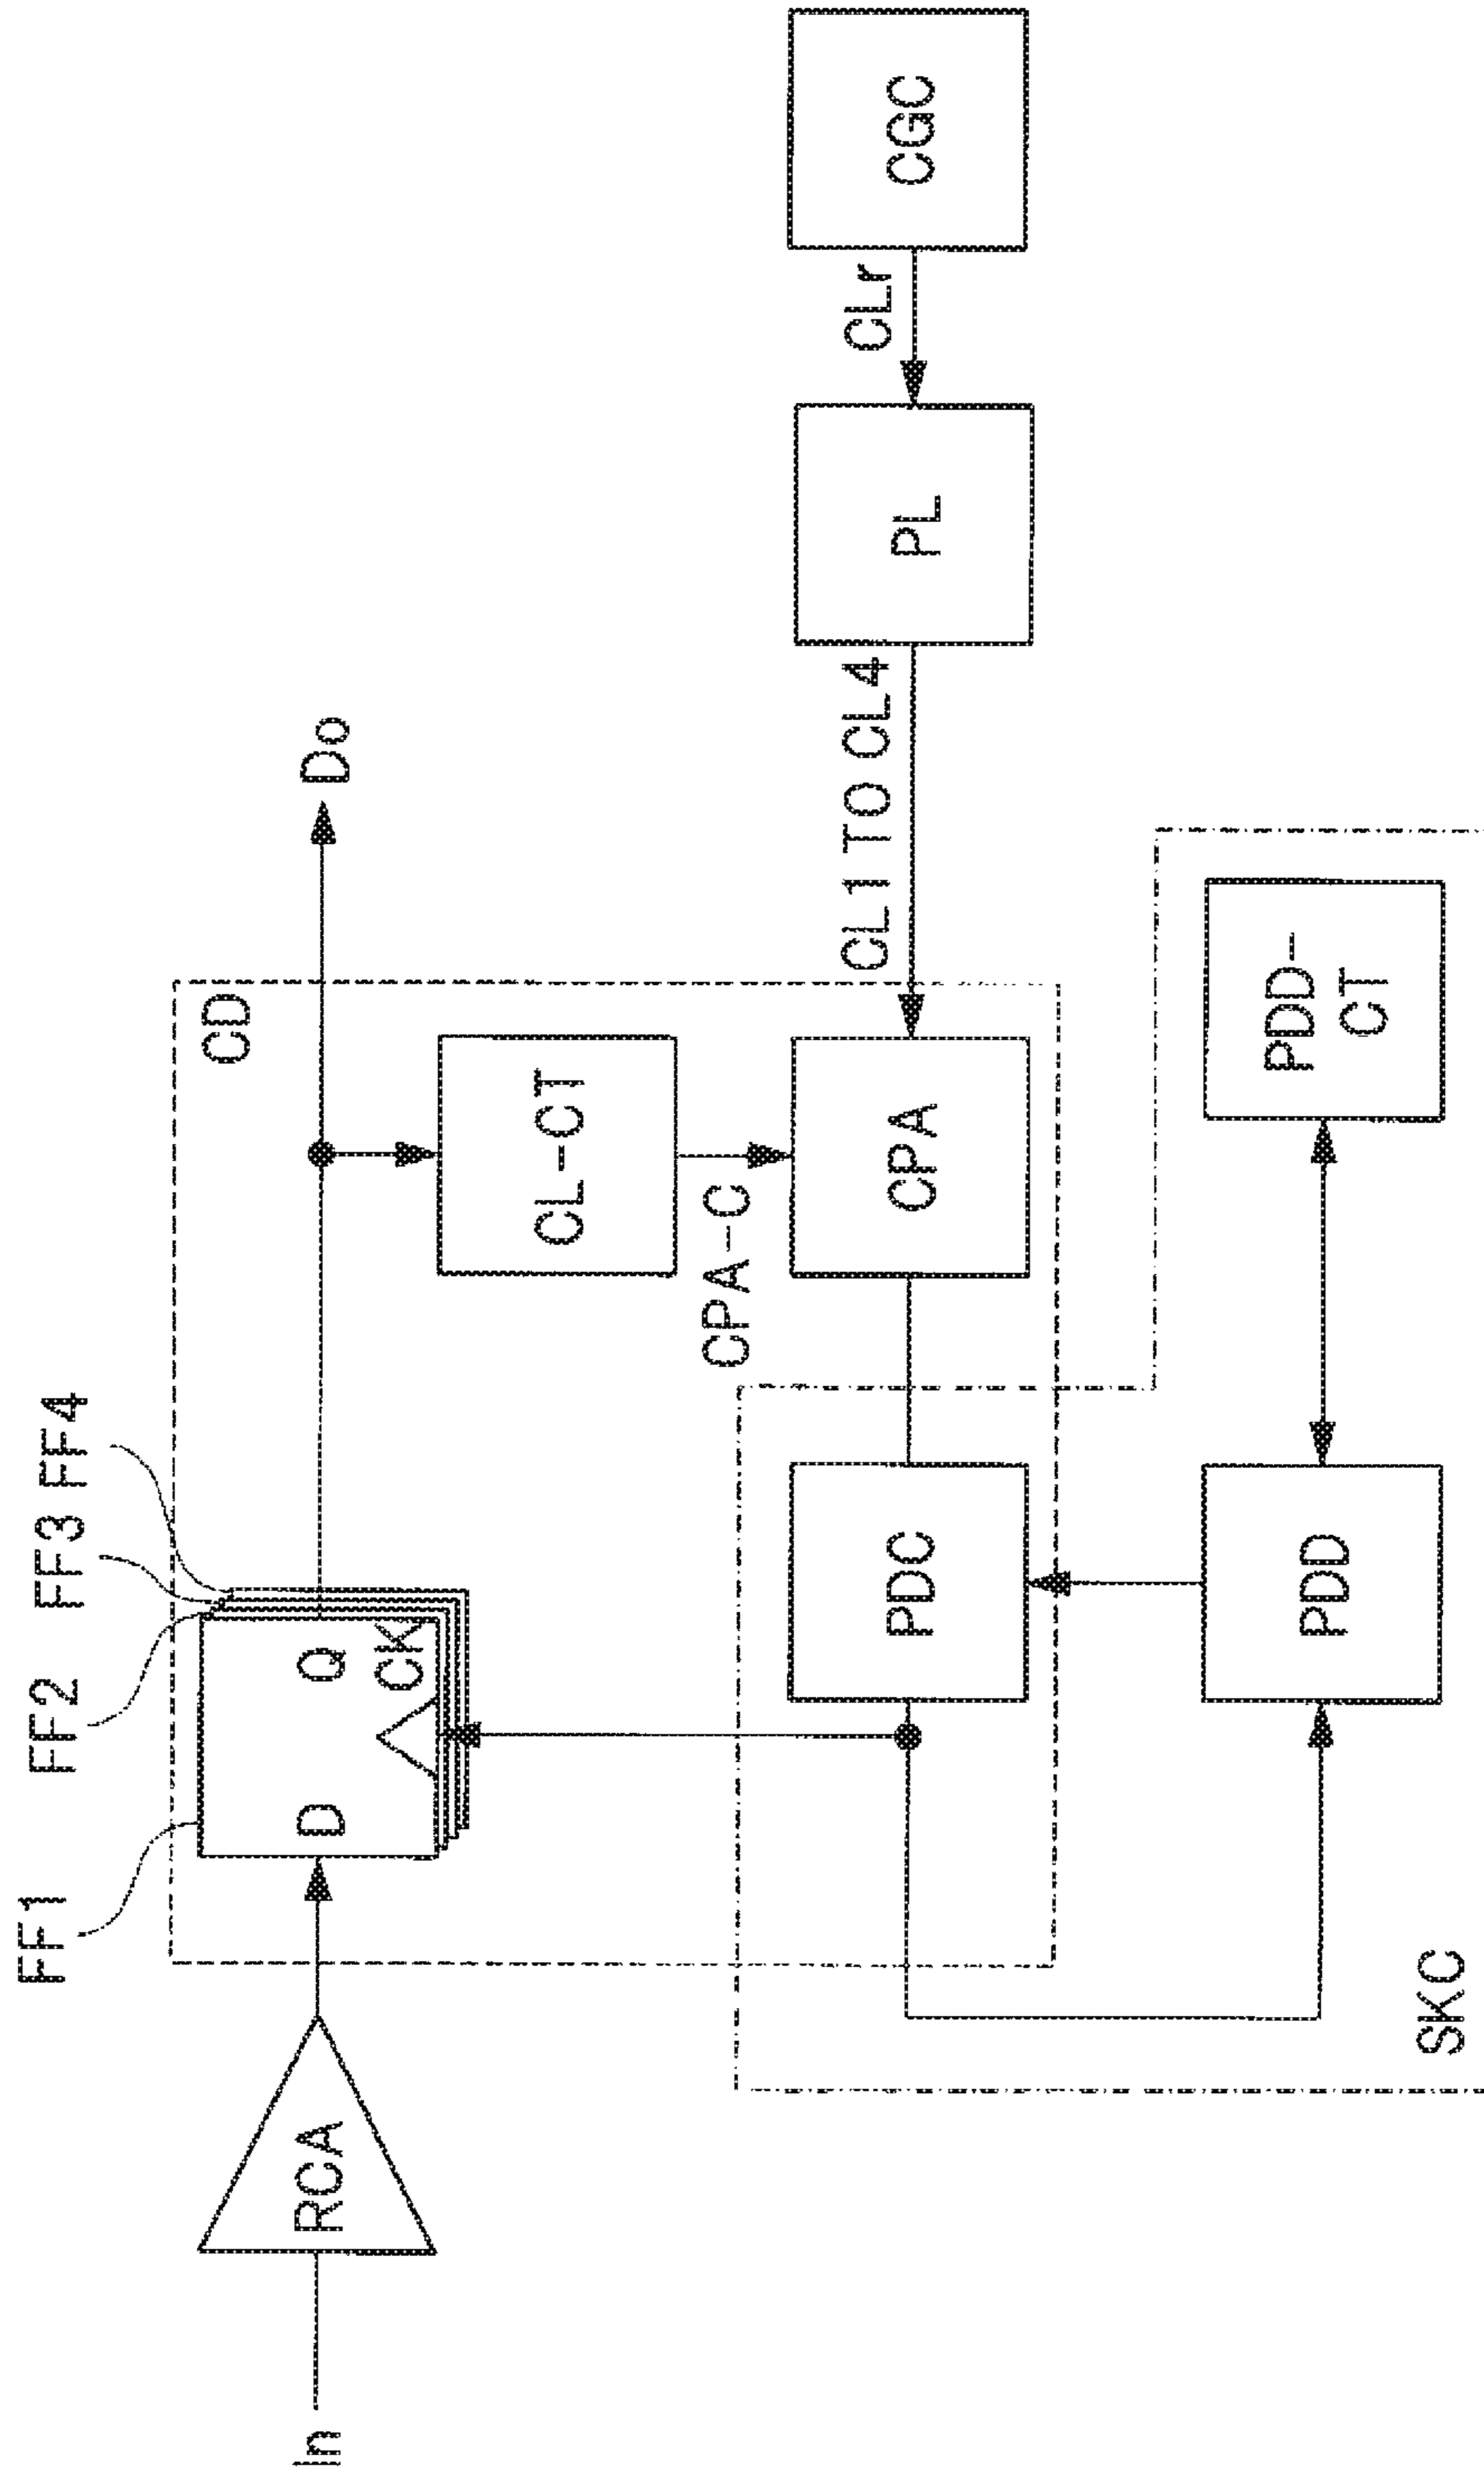 FF1
FF2
FF3
FF4
In
RCA
D
Q
CK
CD
Do
CL-CT
CPA-C
PDC
CPA
CL1 TO CL4
PL
CLr
CGC
PDD
PDD-
CT
SKC